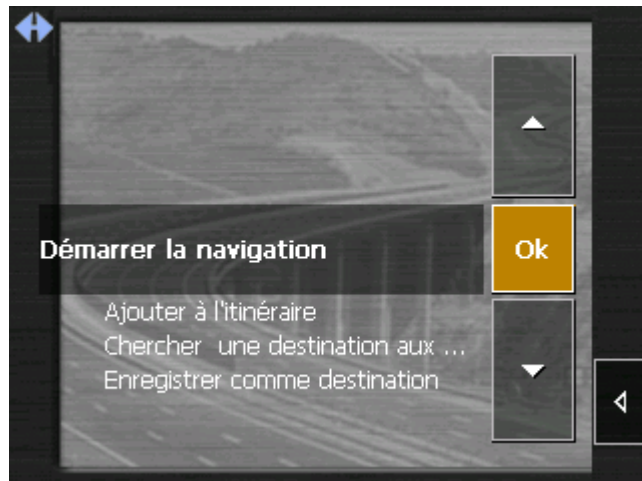 Démarrer la navigation
Ok
Ajouter à l'itinéraire
Chercher  une destination aux ...
Enregistrer comme destination